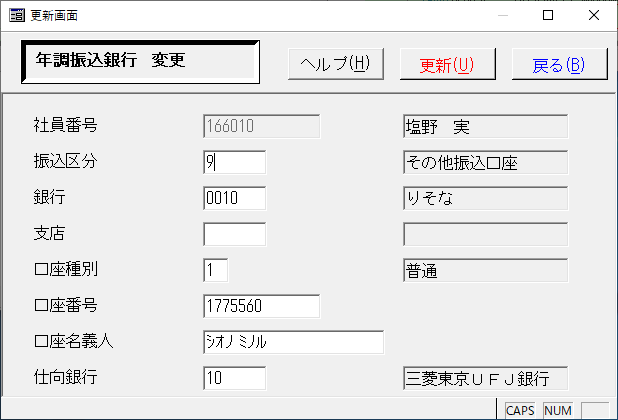 更新画面
年調振込銀行　変更
ヘルプ(H)
更新(U)
戻る(B)
社員番号 166010 塩野　実
振込区分 9 その他振込口座
銀行 0010 りそな
支店
口座種別 1 普通
口座番号 1775560
口座名義人 ｼｵﾉ ﾐﾉﾙ
仕向銀行 10 三菱東京ＵＦＪ銀行
CAPS NUM